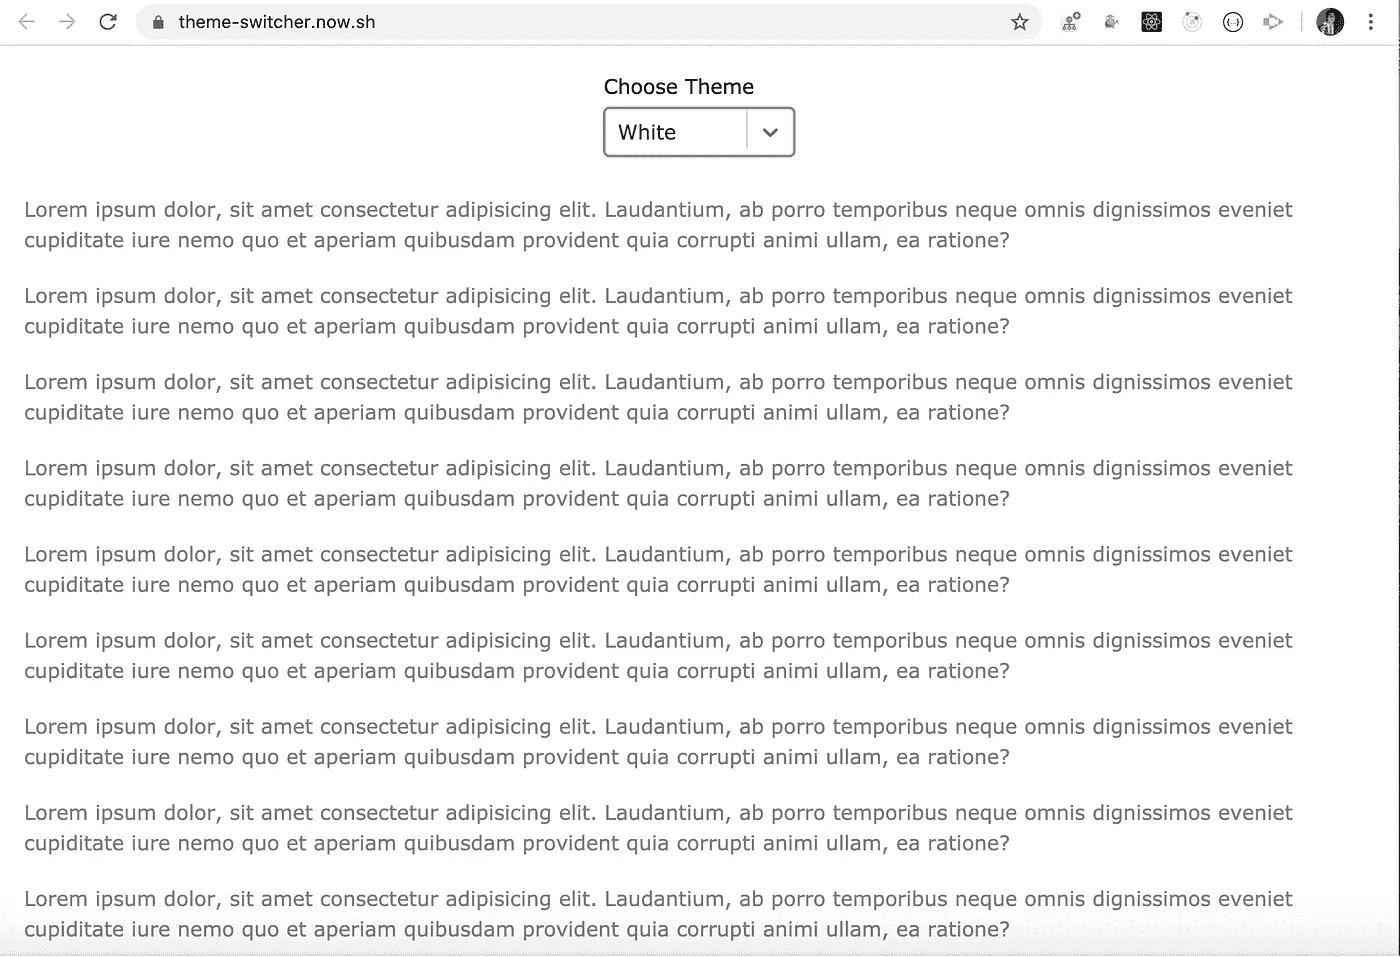 theme-switcher.now.sh
Choose Theme
White
Lorem ipsum dolor, sit amet consectetur adipisicing elit. Laudantium, ab porro temporibus neque omnis dignissimos eveniet
cupiditate iure nemo quo et aperiam quibusdam provident quia corrupti animi ullam, ea ratione?
Lorem ipsum dolor, sit amet consectetur adipisicing elit. Laudantium, ab porro temporibus neque omnis dignissimos eveniet
cupiditate iure nemo quo et aperiam quibusdam provident quia corrupti animi ullam, ea ratione?
Lorem ipsum dolor, sit amet consectetur adipisicing elit. Laudantium, ab porro temporibus neque omnis dignissimos eveniet
cupiditate iure nemo quo et aperiam quibusdam provident quia corrupti animi ullam, ea ratione?
Lorem ipsum dolor, sit amet consectetur adipisicing elit. Laudantium, ab porro temporibus neque omnis dignissimos eveniet
cupiditate iure nemo quo et aperiam quibusdam provident quia corrupti animi ullam, ea ratione?
Lorem ipsum dolor, sit amet consectetur adipisicing elit. Laudantium, ab porro temporibus neque omnis dignissimos eveniet
cupiditate iure nemo quo et aperiam quibusdam provident quia corrupti animi ullam, ea ratione?
Lorem ipsum dolor, sit amet consectetur adipisicing elit. Laudantium, ab porro temporibus neque omnis dignissimos eveniet
cupiditate iure nemo quo et aperiam quibusdam provident quia corrupti animi ullam, ea ratione?
Lorem ipsum dolor, sit amet consectetur adipisicing elit. Laudantium, ab porro temporibus neque omnis dignissimos eveniet
cupiditate iure nemo quo et aperiam quibusdam provident quia corrupti animi ullam, ea ratione?
Lorem ipsum dolor, sit amet consectetur adipisicing elit. Laudantium, ab porro temporibus neque omnis dignissimos eveniet
cupiditate iure nemo quo et aperiam quibusdam provident quia corrupti animi ullam, ea ratione?
Lorem ipsum dolor, sit amet consectetur adipisicing elit. Laudantium, ab porro temporibus neque omnis dignissimos eveniet
cupiditate iure nemo quo et aperiam quibusdam provident quia corrupti animi ullam, ea ratione?